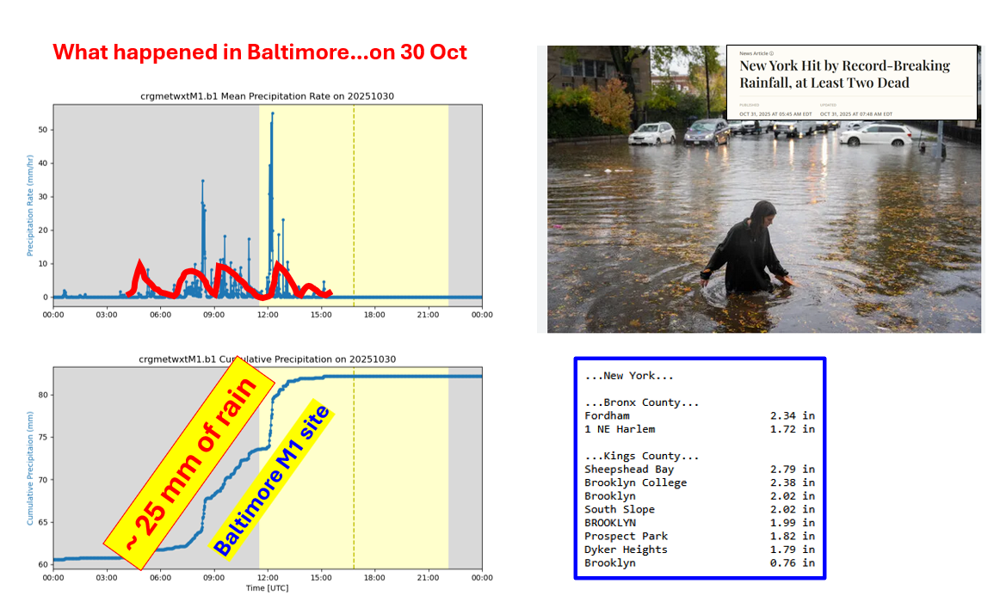 What happened in Baltimore...on 30 Oct
crgmetwxtM1.b1 Mean Precipitation Rate on 20251030
Precipitation Rate (mm/hr)
50
40
30
20
10
0
00:00 03:00 06:00 09:00 12:00 15:00 18:00 21:00 00:00
crgmetwxtM1.b1 Cumulative Precipitation on 20251030
Cumulative Precipitaion (mm)
80
75
70
65
60
~ 25 mm of rain
Baltimore M1 site
00:00 03:00 06:00 09:00 12:00 15:00 18:00 21:00 00:00
Time [UTC]
News Article
New York Hit by Record-Breaking
Rainfall, at Least Two Dead
PUBLISHED UPDATED
OCT 31, 2025 AT 05:45 AM EDT OCT 31, 2025 AT 07:48 AM EDT
...New York...
...Bronx County...
Fordham 2.34 in
1 NE Harlem 1.72 in
...Kings County...
Sheepshead Bay 2.79 in
Brooklyn College 2.38 in
Brooklyn 2.02 in
South Slope 2.02 in
BROOKLYN 1.99 in
Prospect Park 1.82 in
Dyker Heights 1.79 in
Brooklyn 0.76 in